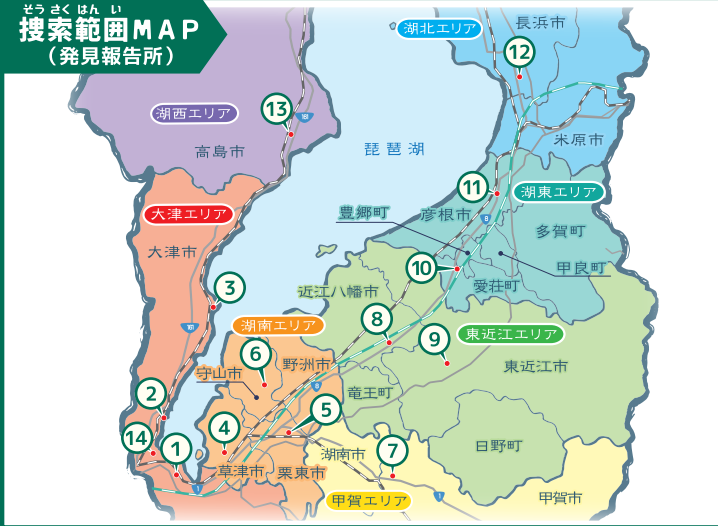 そう さく はん い
捜索範囲MAP
(発見報告所)
湖北エリア
長浜市
12
湖西エリア
13
161
高島市
琵琶湖
米原市
大津エリア
大津市
11
湖東エリア
豊郷町
彦根市
8
多賀町
10
甲良町
愛荘町
3
近江八幡市
161
湖南エリア
8
9
東近江エリア
6
野洲市
守山市
8
竜王町
東近江市
2
5
14
1
4
7
日野町
草津市
湖南市
栗東市
1
甲賀エリア
1
甲賀市